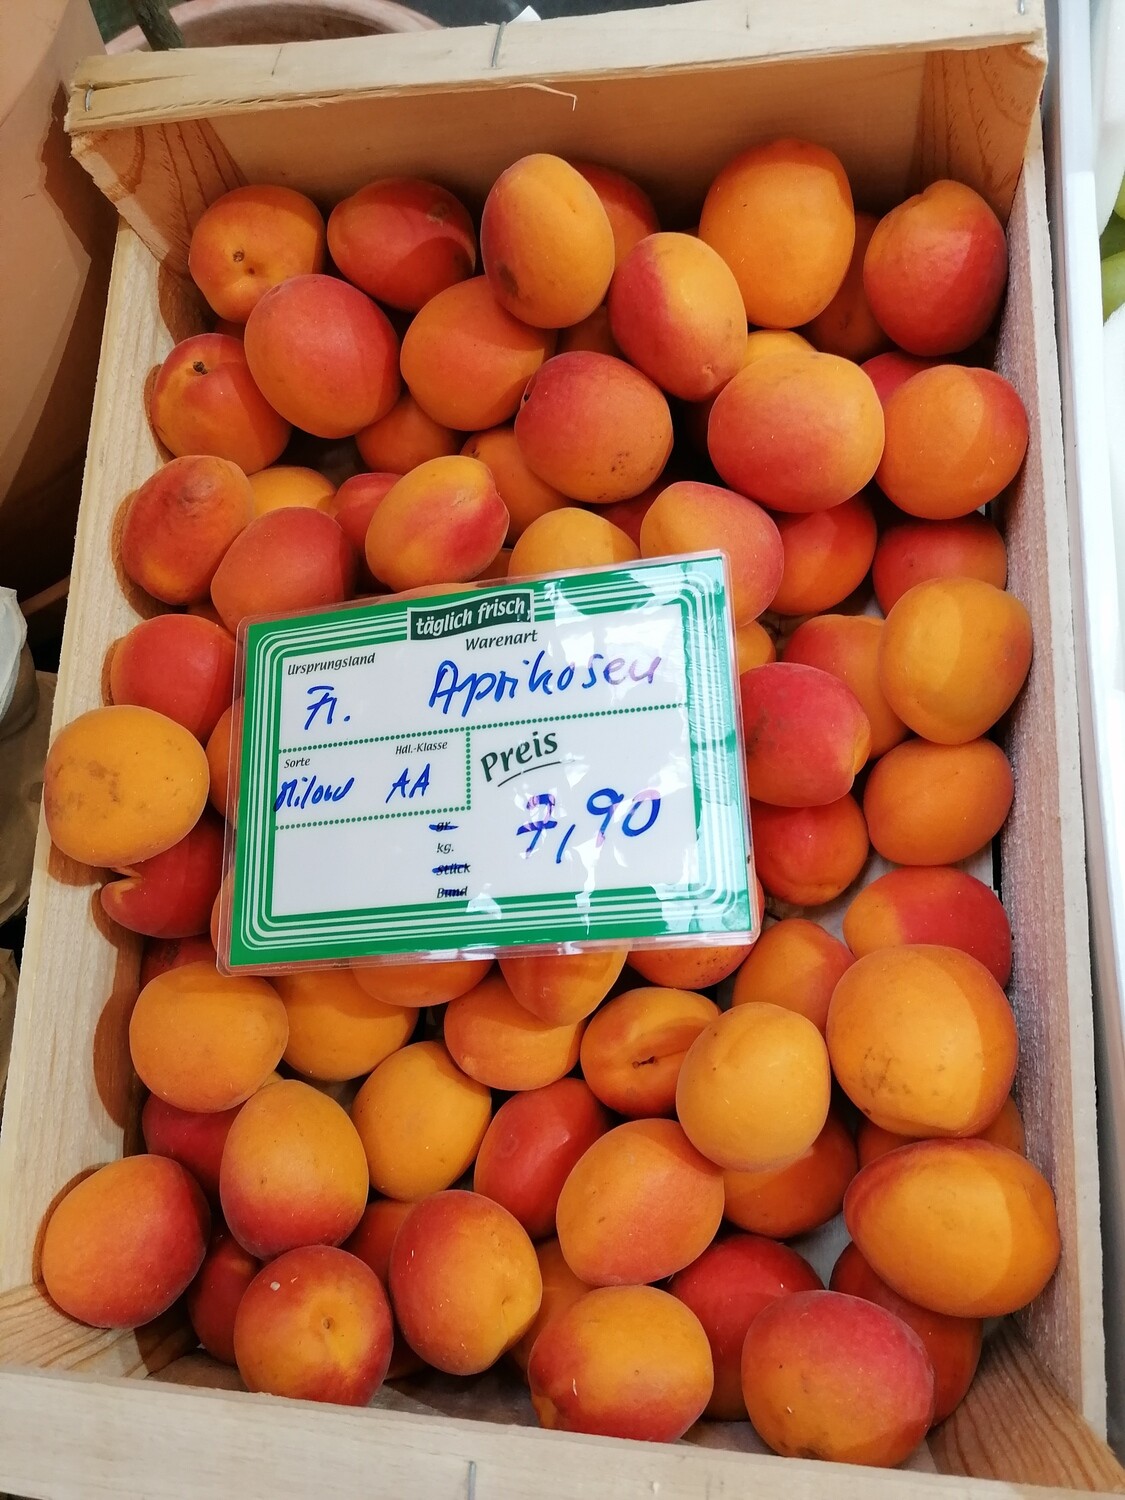 täglich frisch
Ursprungsland Warenart
Fr. Aprikosen
Sorte Hdl.-Klasse Preis
AA 7,90
gr.
kg.
Stück
Bund